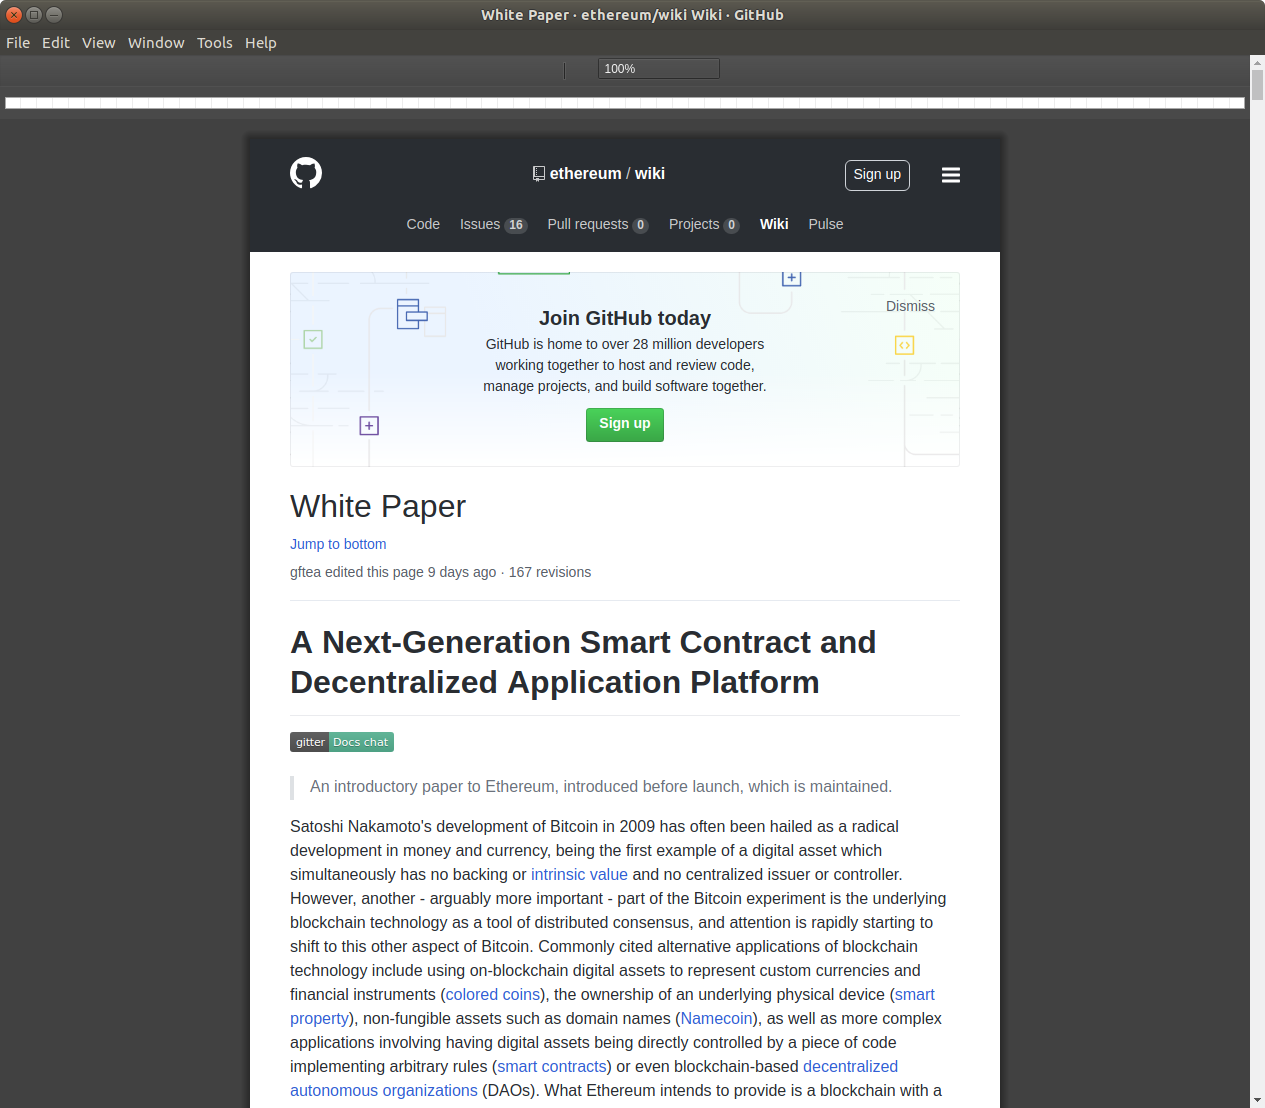 White Paper · ethereum/wiki Wiki · GitHub
File Edit View Window Tools Help
100%
ethereum / wiki
Sign up
Code Issues 16 Pull requests 0 Projects 0 Wiki Pulse
Dismiss
Join GitHub today
GitHub is home to over 28 million developers
working together to host and review code,
manage projects, and build software together.
Sign up
White Paper
Jump to bottom
gftea edited this page 9 days ago · 167 revisions
A Next-Generation Smart Contract and
Decentralized Application Platform
gitter Docs chat
An introductory paper to Ethereum, introduced before launch, which is maintained.
Satoshi Nakamoto's development of Bitcoin in 2009 has often been hailed as a radical
development in money and currency, being the first example of a digital asset which
simultaneously has no backing or intrinsic value and no centralized issuer or controller.
However, another - arguably more important - part of the Bitcoin experiment is the underlying
blockchain technology as a tool of distributed consensus, and attention is rapidly starting to
shift to this other aspect of Bitcoin. Commonly cited alternative applications of blockchain
technology include using on-blockchain digital assets to represent custom currencies and
financial instruments (colored coins), the ownership of an underlying physical device (smart
property), non-fungible assets such as domain names (Namecoin), as well as more complex
applications involving having digital assets being directly controlled by a piece of code
implementing arbitrary rules (smart contracts) or even blockchain-based decentralized
autonomous organizations (DAOs). What Ethereum intends to provide is a blockchain with a